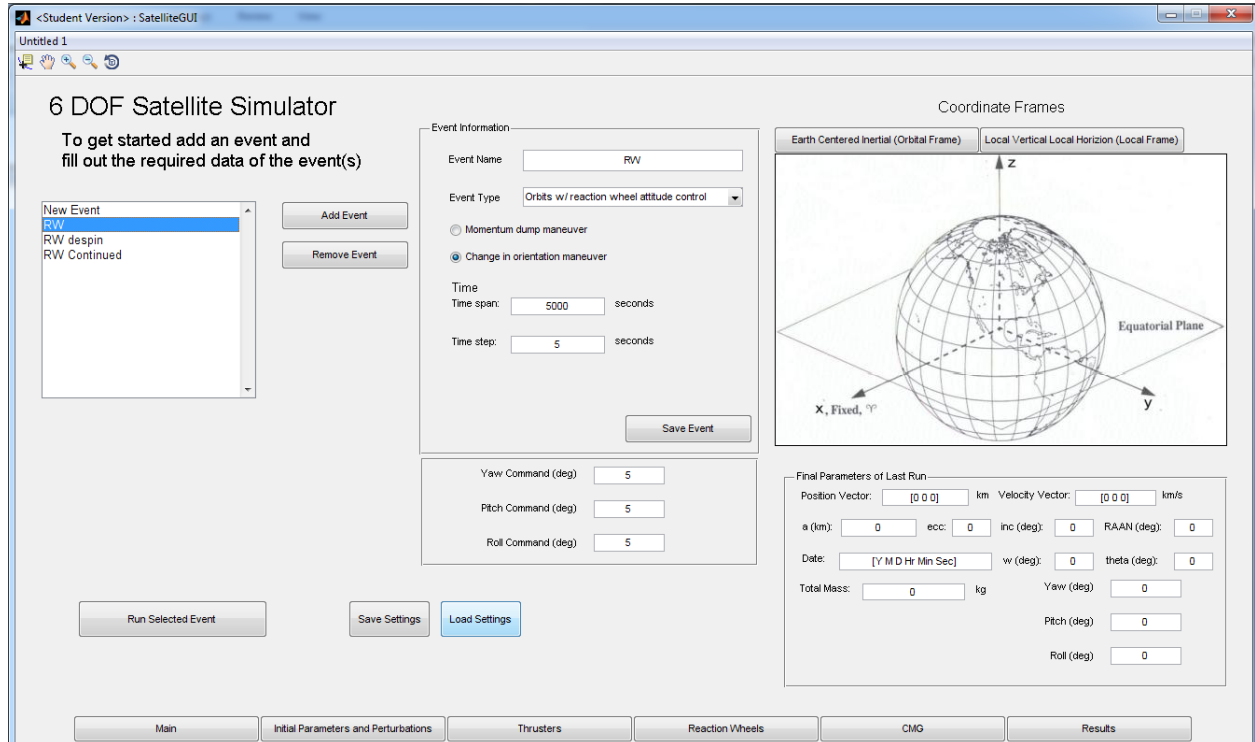 <Student Version> : SatelliteGUI
Untitled 1
6 DOF Satellite Simulator
To get started add an event and
fill out the required data of the event(s)
New Event
RW
RW despin
RW Continued
Add Event
Remove Event
Event Information
Event Name RW
Event Type Orbits w/ reaction wheel attitude control
Momentum dump maneuver
Change in orientation maneuver
Time
Time span: 5000 seconds
Time step: 5 seconds
Save Event
Yaw Command (deg) 5
Pitch Command (deg) 5
Roll Command (deg) 5
Coordinate Frames
Earth Centered Inertial (Orbital Frame) Local Vertical Local Horizion (Local Frame)
z
Equatorial Plane
x, Fixed, ♈
y
Final Parameters of Last Run
Position Vector: [0 0 0] km Velocity Vector: [0 0 0] km/s
a (km): 0 ecc: 0 inc (deg): 0 RAAN (deg): 0
Date: [Y M D Hr Min Sec] w (deg): 0 theta (deg): 0
Total Mass: 0 kg Yaw (deg) 0
Pitch (deg) 0
Roll (deg) 0
Run Selected Event Save Settings Load Settings
Main Initial Parameters and Perturbations Thrusters Reaction Wheels CMG Results